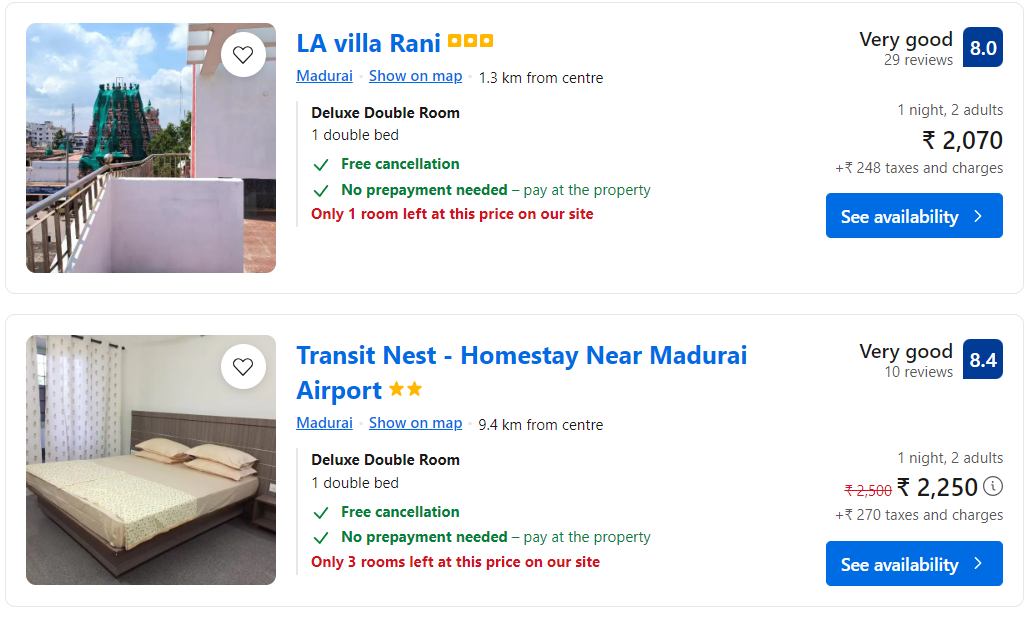 LA villa Rani
Very good
8.0
29 reviews
Madurai Show on map 1.3 km from centre
Deluxe Double Room
1 double bed
Free cancellation
No prepayment needed – pay at the property
Only 1 room left at this price on our site
1 night, 2 adults
₹ 2,070
+₹ 248 taxes and charges
See availability
Transit Nest - Homestay Near Madurai
Airport
Very good
8.4
10 reviews
Madurai Show on map 9.4 km from centre
Deluxe Double Room
1 double bed
Free cancellation
No prepayment needed – pay at the property
Only 3 rooms left at this price on our site
1 night, 2 adults
₹ 2,500 ₹ 2,250
+₹ 270 taxes and charges
See availability